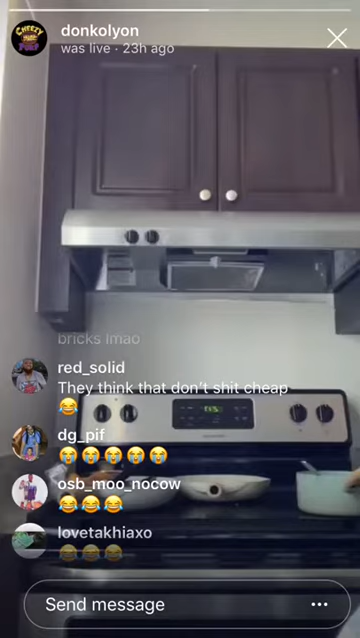 CHEEZY
donkolyon
was live · 23h ago
bricks lmao
red_solid
They think that don't shit cheap
😂
dg_pif
😭😭😭😭😭
osb_moo_nocow
😂😂😂
lovetakhiaxo
😂😂😂
Send message